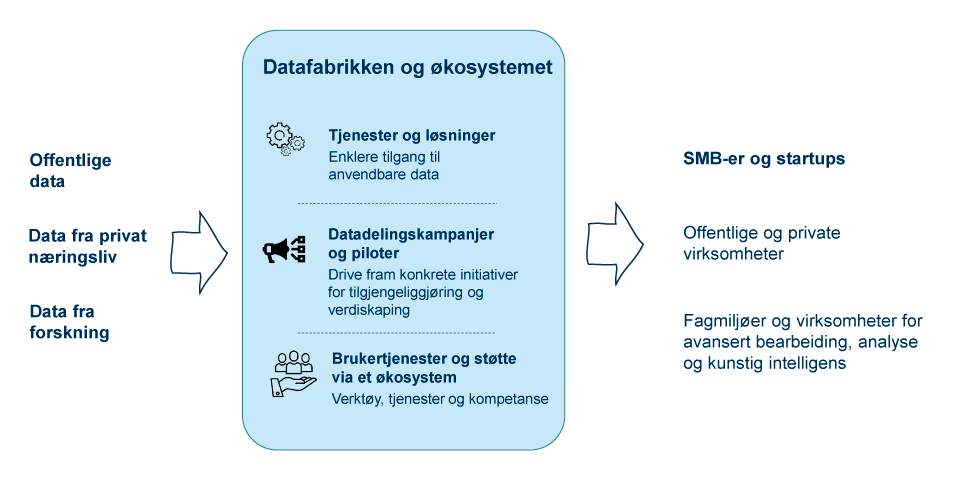 Datafabrikken og økosystemet
Offentlige
data
Data fra privat
næringsliv
Data fra
forskning
Tjenester og løsninger
Enklere tilgang til
anvendbare data
Datadelingskampanjer
og piloter
Drive fram konkrete initiativer
for tilgjengeliggjøring og
verdiskaping
Brukertjenester og støtte
via et økosystem
Verktøy, tjenester og kompetanse
SMB-er og startups
Offentlige og private
virksomheter
Fagmiljøer og virksomheter for
avansert bearbeiding, analyse
og kunstig intelligens